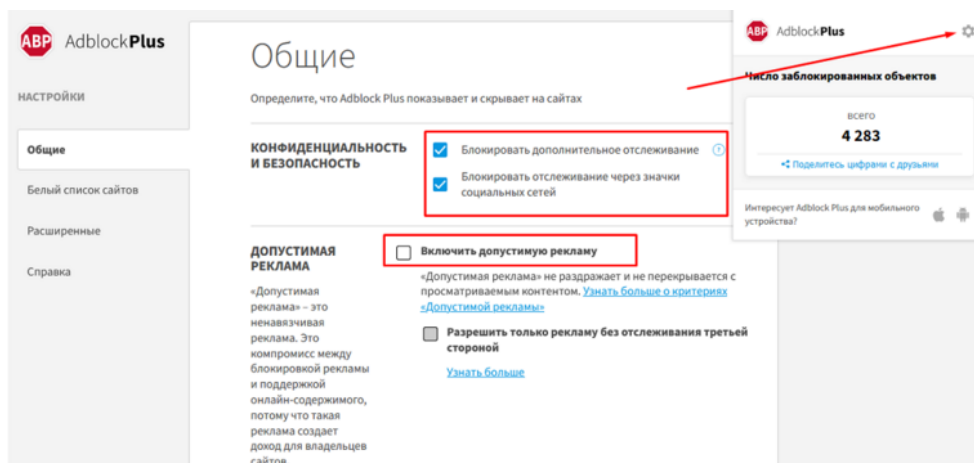 ABP AdblockPlus
НАСТРОЙКИ
Общие
Белый список сайтов
Расширенные
Справка
Общие
Определите, что Adblock Plus показывает и скрывает на сайтах
КОНФИДЕНЦИАЛЬНОСТЬ
И БЕЗОПАСНОСТЬ
Блокировать дополнительное отслеживание
Блокировать отслеживание через значки
социальных сетей
ДОПУСТИМАЯ
РЕКЛАМА
«Допустимая
реклама» – это
ненавязчивая
реклама. Это
компромисс между
блокировкой рекламы
и поддержкой
онлайн-содержимого,
потому что такая
реклама создает
доход для владельцев
сайтов
Включить допустимую рекламу
«Допустимая реклама» не раздражает и не перекрывается с
просматриваемым контентом. Узнать больше о критериях
«Допустимой рекламы»
Разрешить только рекламу без отслеживания третьей
стороной
Узнать больше
ABP AdblockPlus
Число заблокированных объектов
всего
4 283
Поделитесь цифрани с друзьями
Интересует Adblock Plus для мобильного
устройства?